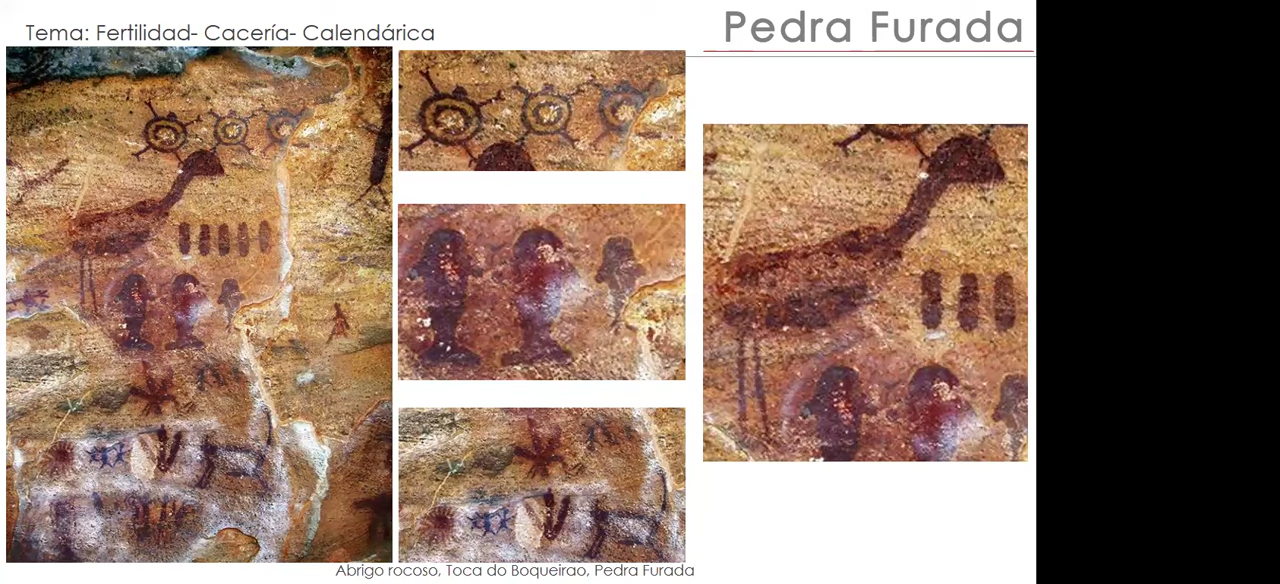 Tema: Fertilidad- Cacería- Calendárica
Pedra Furada
Abrigo rocoso, Toca do Boqueirao, Pedra Furada